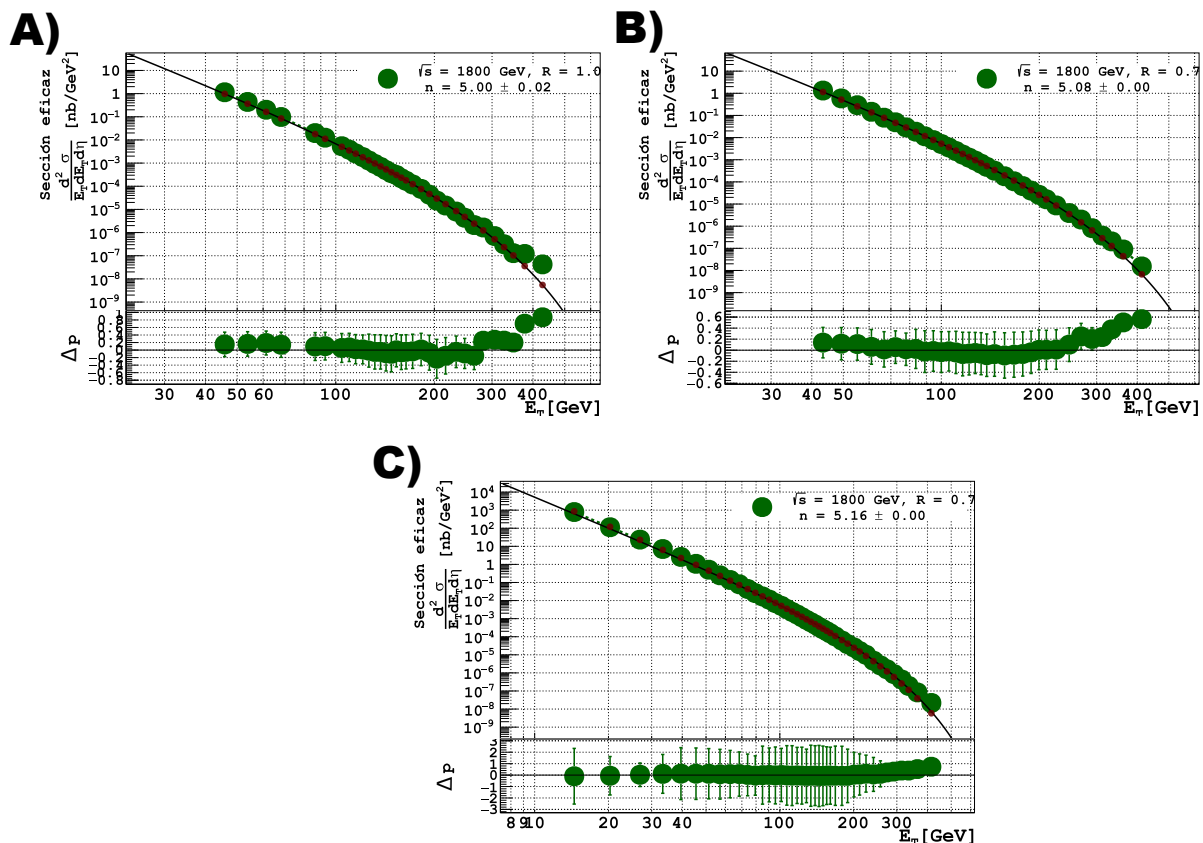 A)
√s = 1800 GeV, R = 1.0
n = 5.00 ± 0.02
Sección eficaz
d² σ / E_T dE_T dη [nb/GeV²]
10
1
10⁻¹
10⁻²
10⁻³
10⁻⁴
10⁻⁵
10⁻⁶
10⁻⁷
10⁻⁸
10⁻⁹
Δp
1
0.8
0.6
0.4
0.2
0
−0.2
−0.4
−0.6
−0.8
30 40 50 60 100 200 300 400
E_T [GeV]
B)
√s = 1800 GeV, R = 0.7
n = 5.08 ± 0.00
Sección eficaz
d² σ / E_T dE_T dη [nb/GeV²]
10
1
10⁻¹
10⁻²
10⁻³
10⁻⁴
10⁻⁵
10⁻⁶
10⁻⁷
10⁻⁸
10⁻⁹
Δp
0.6
0.4
0.2
0
−0.2
−0.4
−0.6
30 40 50 100 200 300 400
E_T [GeV]
C)
√s = 1800 GeV, R = 0.7
n = 5.16 ± 0.00
Sección eficaz
d² σ / E_T dE_T dη [nb/GeV²]
10⁴
10³
10²
10
1
10⁻¹
10⁻²
10⁻³
10⁻⁴
10⁻⁵
10⁻⁶
10⁻⁷
10⁻⁸
10⁻⁹
Δp
3
2
1
0
−1
−2
−3
8 9 10 20 30 40 100 200 300
E_T [GeV]